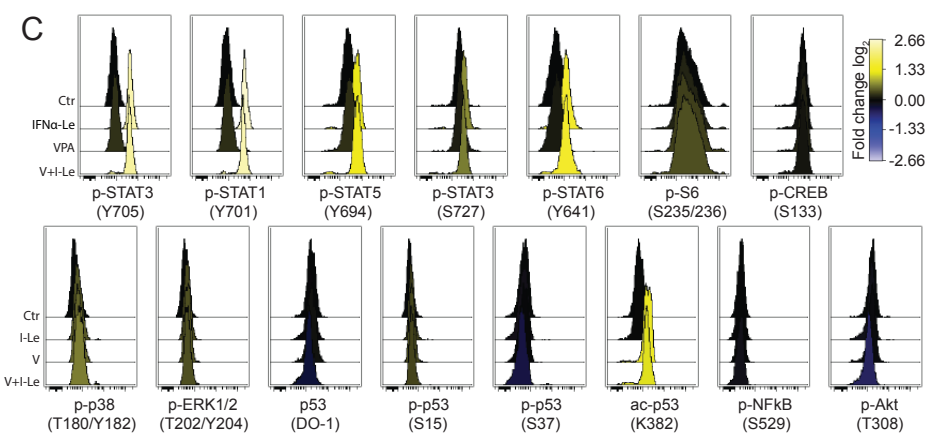 C
Ctr
IFNα-Le
VPA
V+I-Le
p-STAT3 (Y705)
p-STAT1 (Y701)
p-STAT5 (Y694)
p-STAT3 (S727)
p-STAT6 (Y641)
p-S6 (S235/236)
p-CREB (S133)
Fold change log2
2.66
1.33
0.00
-1.33
-2.66
Ctr
I-Le
V
V+I-Le
p-p38 (T180/Y182)
p-ERK1/2 (T202/Y204)
p53 (DO-1)
p-p53 (S15)
p-p53 (S37)
ac-p53 (K382)
p-NFkB (S529)
p-Akt (T308)